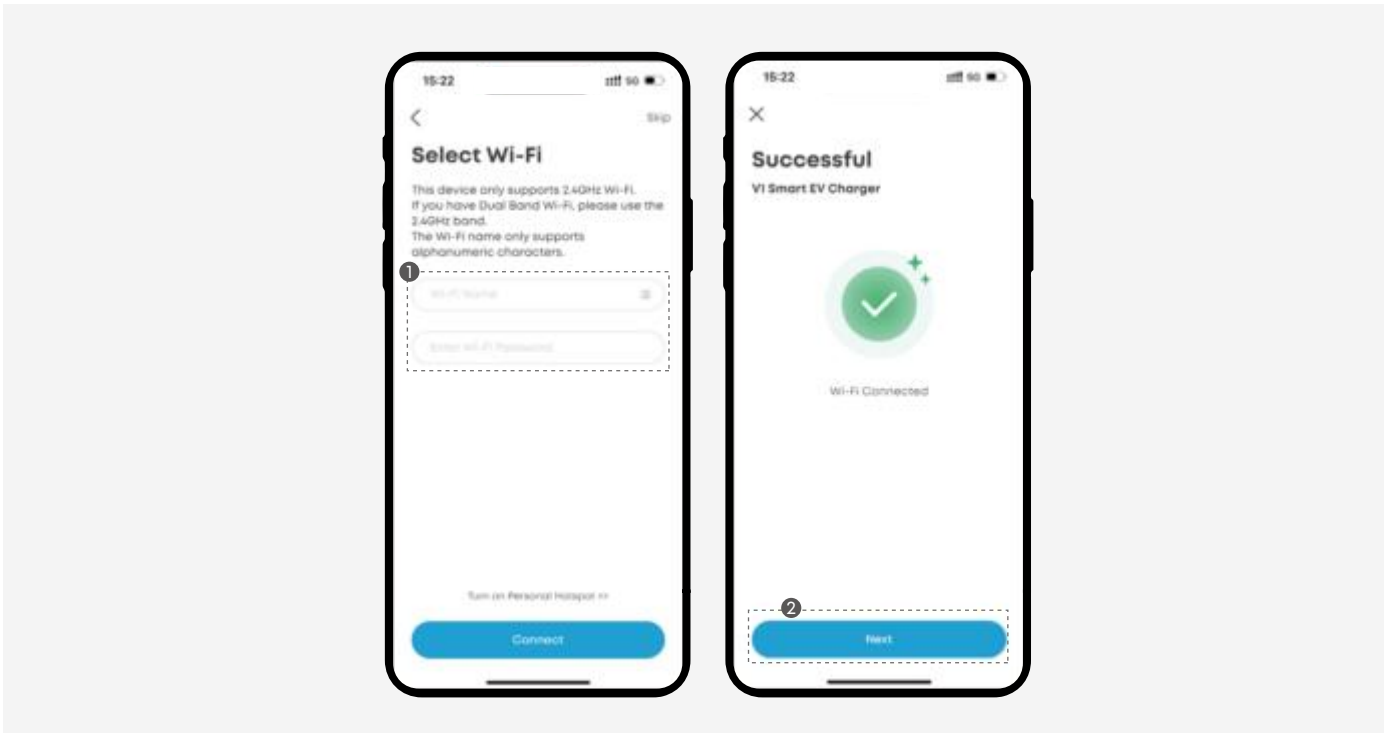 15:22
5G
Skip
Select Wi-Fi
This device only supports 2.4GHz Wi-Fi.
If you have Dual Band Wi-Fi, please use the
2.4GHz band.
The Wi-Fi name only supports
alphanumeric characters.
1
Wi-Fi Name
Enter Wi-Fi Password
Turn on Personal Hotspot >>
Connect
15:22
5G
Successful
V1 Smart EV Charger
Wi-Fi Connected
2
Next